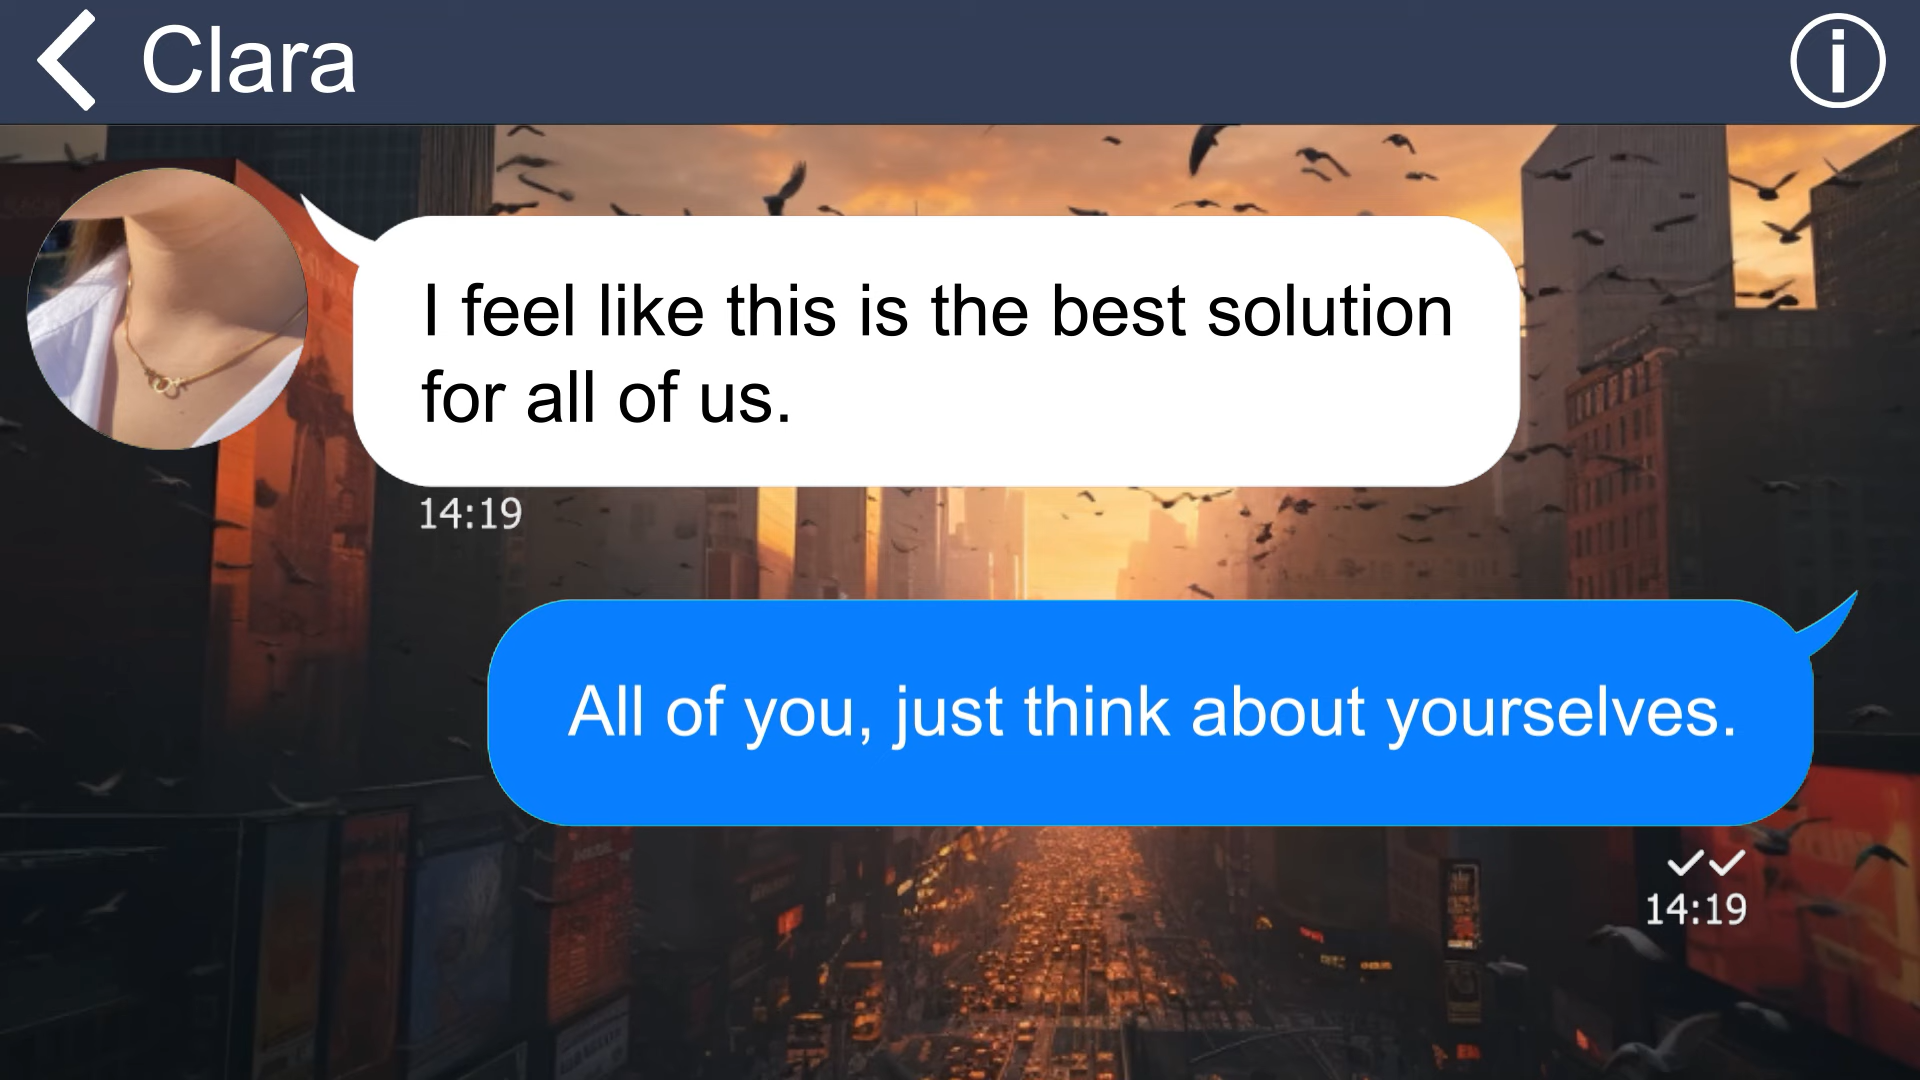 Clara
I feel like this is the best solution
for all of us.
14:19
All of you, just think about yourselves.
14:19